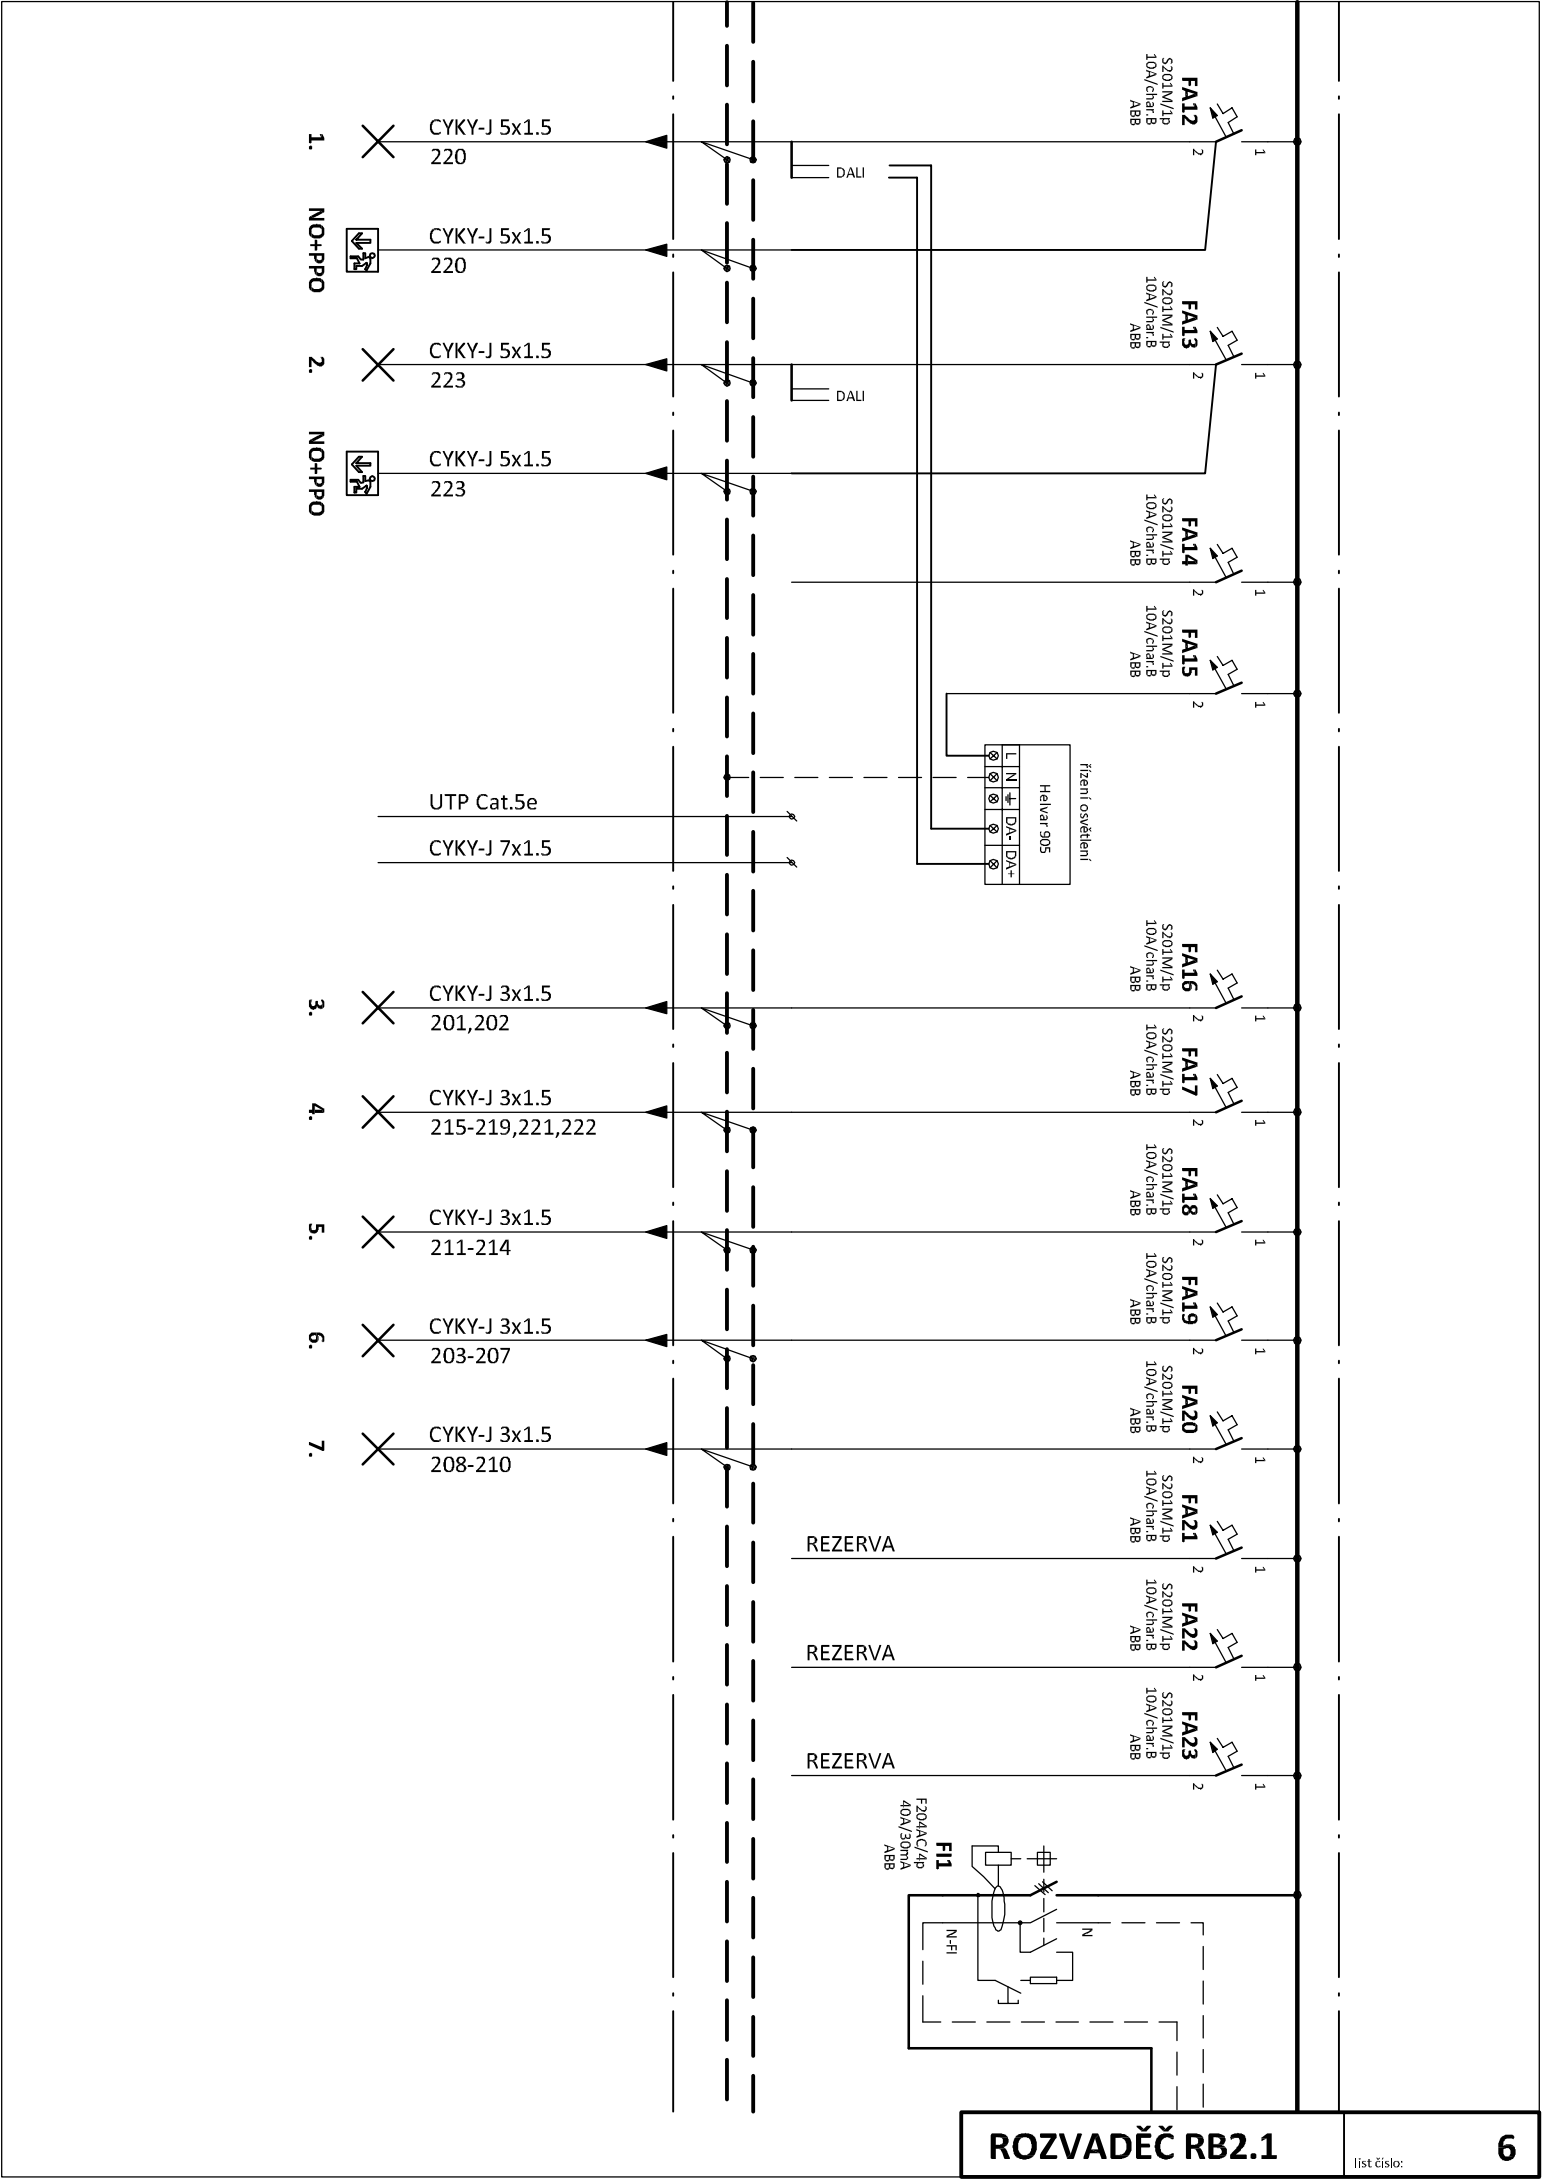 FA12
S201M/1p
10A/char.B
ABB
1
2
1.
CYKY-J 5x1.5
220
DALI
NO+PPO
CYKY-J 5x1.5
220
FA13
S201M/1p
10A/char.B
ABB
1
2
2.
CYKY-J 5x1.5
223
DALI
NO+PPO
CYKY-J 5x1.5
223
FA14
S201M/1p
10A/char.B
ABB
1
2
FA15
S201M/1p
10A/char.B
ABB
1
2
řízení osvětlení
Helvar 905
L
N
DA-
DA+
UTP Cat.5e
CYKY-J 7x1.5
FA16
S201M/1p
10A/char.B
ABB
1
2
3.
CYKY-J 3x1.5
201,202
FA17
S201M/1p
10A/char.B
ABB
1
2
4.
CYKY-J 3x1.5
215-219,221,222
FA18
S201M/1p
10A/char.B
ABB
1
2
5.
CYKY-J 3x1.5
211-214
FA19
S201M/1p
10A/char.B
ABB
1
2
6.
CYKY-J 3x1.5
203-207
FA20
S201M/1p
10A/char.B
ABB
1
2
7.
CYKY-J 3x1.5
208-210
FA21
S201M/1p
10A/char.B
ABB
1
2
REZERVA
FA22
S201M/1p
10A/char.B
ABB
1
2
REZERVA
FA23
S201M/1p
10A/char.B
ABB
1
2
REZERVA
FI1
F204AC/4p
40A/30mA
ABB
N
N-FI
ROZVADĚČ RB2.1
list číslo:
6